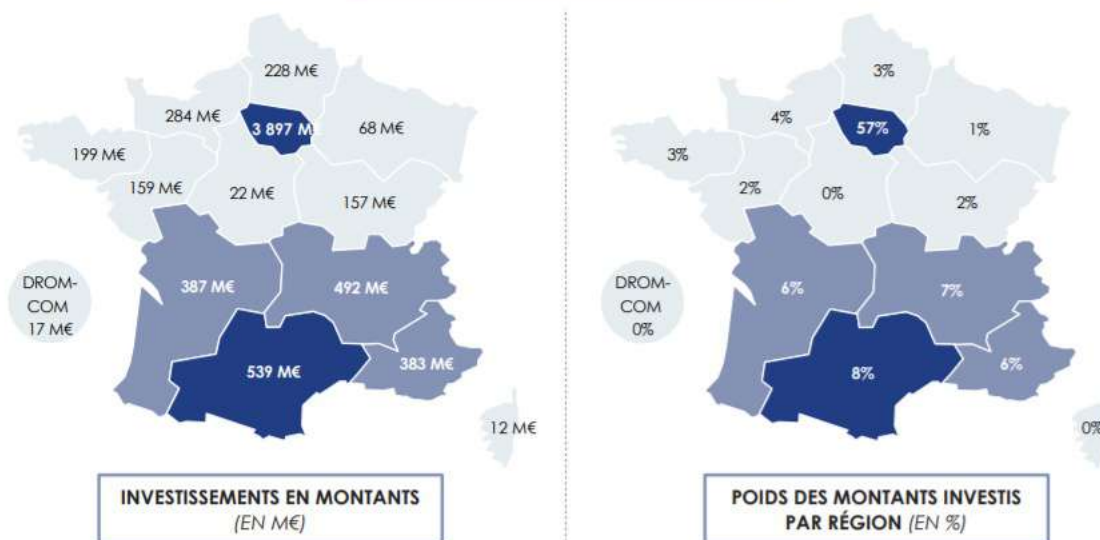 228 M€
284 M€
3 897 M
68 M€
199 M€
159 M€
22 M€
157 M€
DROM-
COM
17 M€
387 M€
492 M€
539 M€
383 M€
12 M€
INVESTISSEMENTS EN MONTANTS
(EN M€)
3%
4%
57%
1%
3%
2%
0%
2%
DROM-
COM
0%
6%
7%
8%
6%
0%
POIDS DES MONTANTS INVESTIS
PAR RÉGION (EN %)